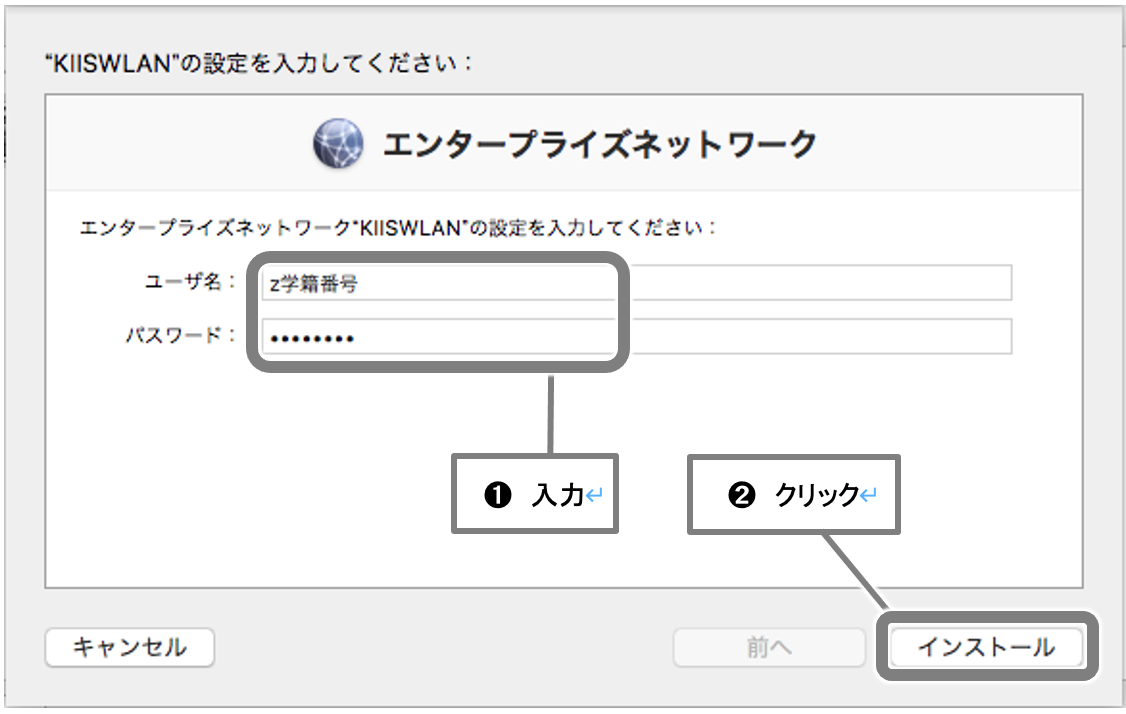 “KIISWLAN”の設定を入力してください：
エンタープライズネットワーク
エンタープライズネットワーク“KIISWLAN”の設定を入力してください：
ユーザ名： z学籍番号
パスワード： ••••••••
❶ 入力↵
❷ クリック↵
キャンセル 前へ インストール